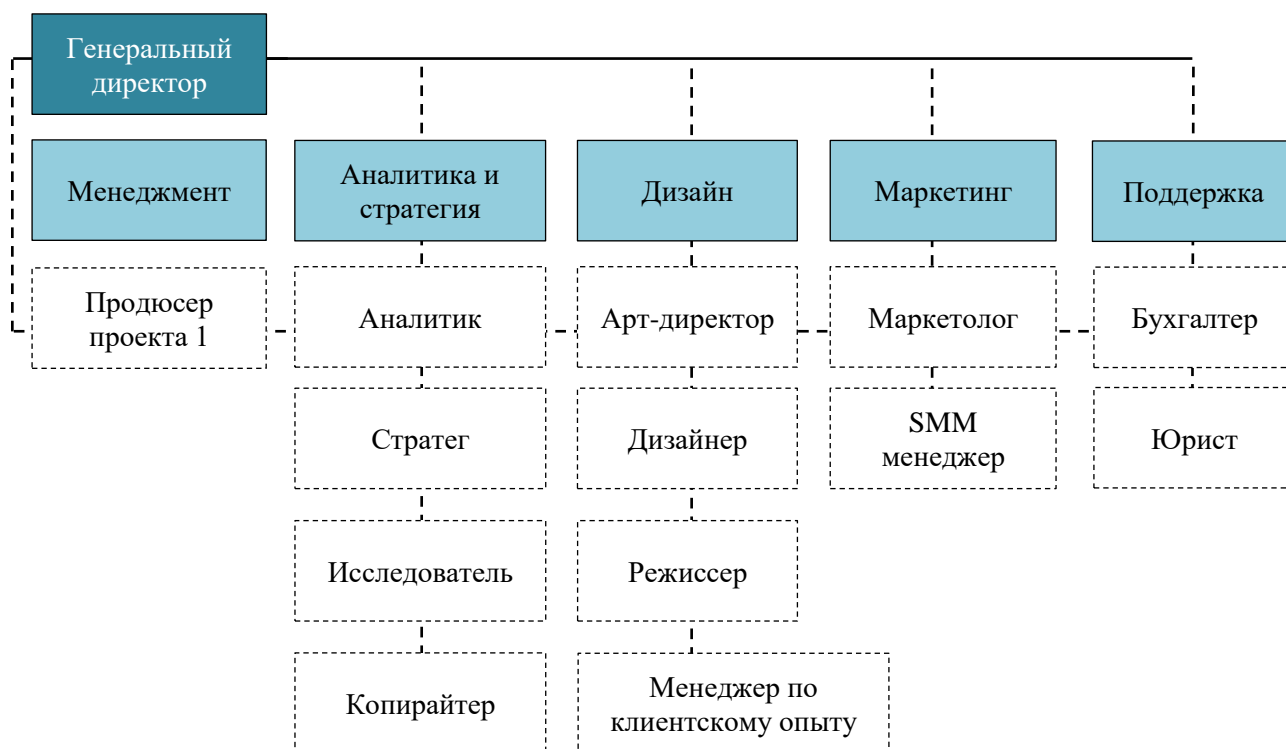 Генеральный
директор
Менеджмент
Аналитика и
стратегия
Дизайн
Маркетинг
Поддержка
Продюсер
проекта 1
Аналитик
Арт-директор
Маркетолог
Бухгалтер
Стратег
Дизайнер
SMM
менеджер
Юрист
Исследователь
Режиссер
Копирайтер
Менеджер по
клиентскому опыту